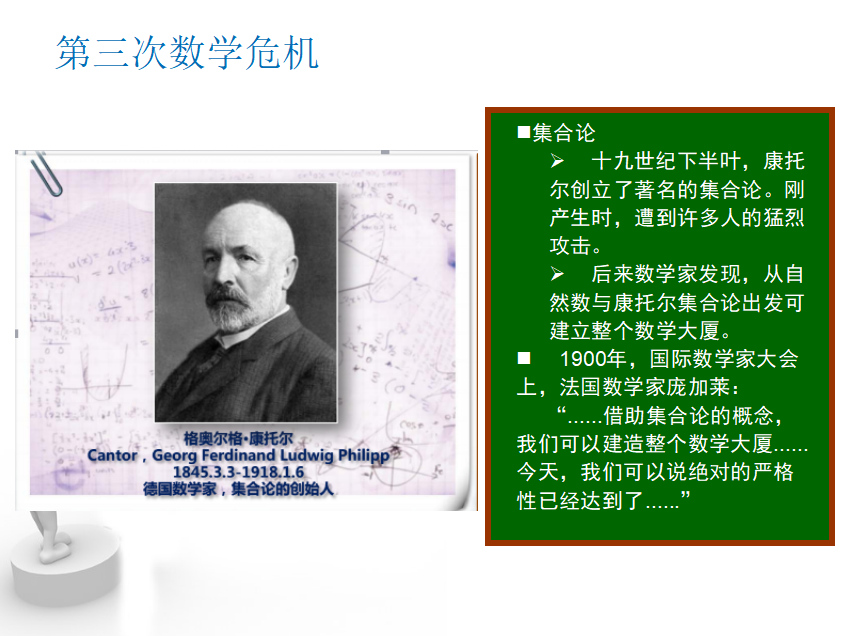 第三次数学危机
■集合论
➢ 十九世纪下半叶，康托
尔创立了著名的集合论。刚
产生时，遭到许多人的猛烈
攻击。
➢ 后来数学家发现，从自
然数与康托尔集合论出发可
建立整个数学大厦。
■ 1900年，国际数学家大会
上，法国数学家庞加莱：
“……借助集合论的概念，
我们可以建造整个数学大厦……
今天，我们可以说绝对的严格
性已经达到了……”
格奥尔格·康托尔
Cantor，Georg Ferdinand Ludwig Philipp
1845.3.3-1918.1.6
德国数学家，集合论的创始人